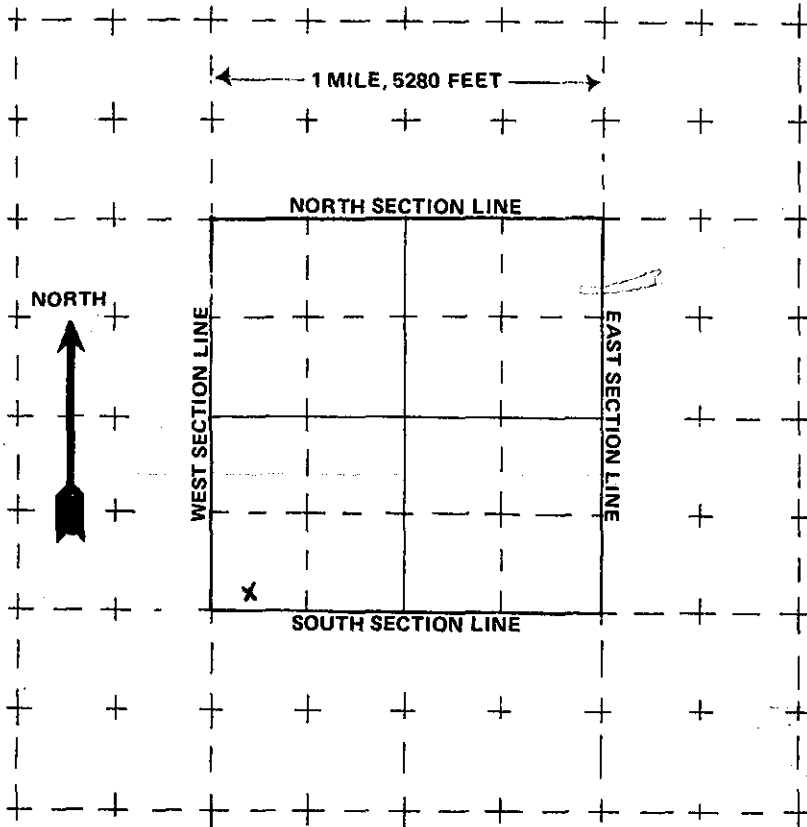 1 MILE, 5280 FEET
NORTH SECTION LINE
NORTH
WEST SECTION LINE
EAST SECTION LINE
X
SOUTH SECTION LINE